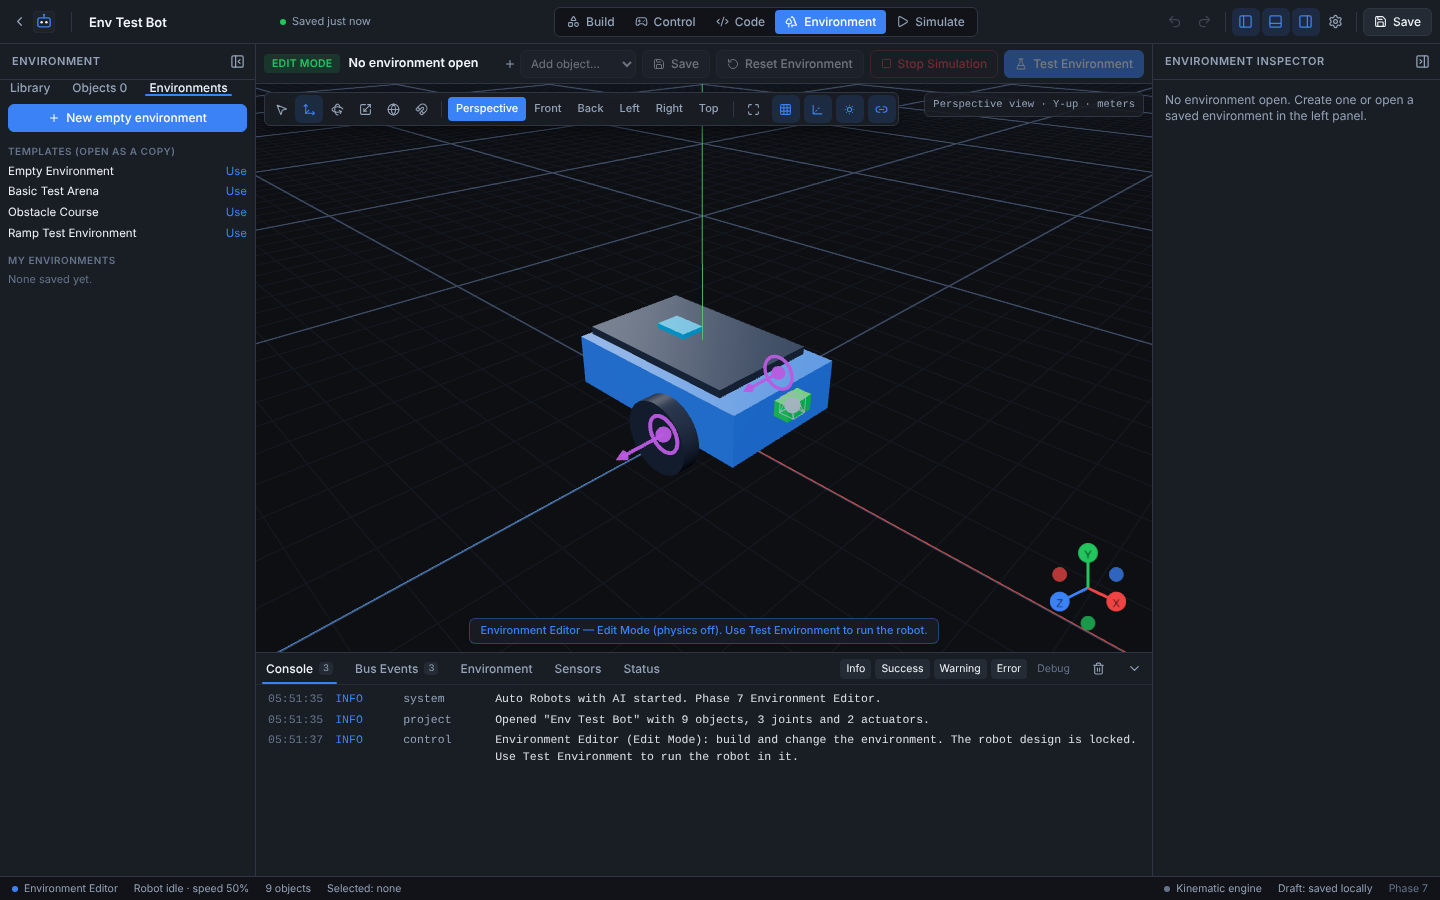 Env Test Bot
Saved just now
Build
Control
Code
Environment
Simulate
Save
ENVIRONMENT
Library
Objects 0
Environments
New empty environment
TEMPLATES (OPEN AS A COPY)
Empty Environment Use
Basic Test Arena Use
Obstacle Course Use
Ramp Test Environment Use
MY ENVIRONMENTS
None saved yet.
EDIT MODE
No environment open
Add object...
Save
Reset Environment
Stop Simulation
Test Environment
Perspective
Front
Back
Left
Right
Top
Perspective view · Y-up · meters
Y
Z
X
Environment Editor — Edit Mode (physics off). Use Test Environment to run the robot.
ENVIRONMENT INSPECTOR
No environment open. Create one or open a
saved environment in the left panel.
Console 3
Bus Events 3
Environment
Sensors
Status
Info
Success
Warning
Error
Debug
05:51:35 INFO system Auto Robots with AI started. Phase 7 Environment Editor.
05:51:35 INFO project Opened "Env Test Bot" with 9 objects, 3 joints and 2 actuators.
05:51:37 INFO control Environment Editor (Edit Mode): build and change the environment. The robot design is locked.
Use Test Environment to run the robot in it.
Environment Editor
Robot idle · speed 50%
9 objects
Selected: none
Kinematic engine
Draft: saved locally
Phase 7